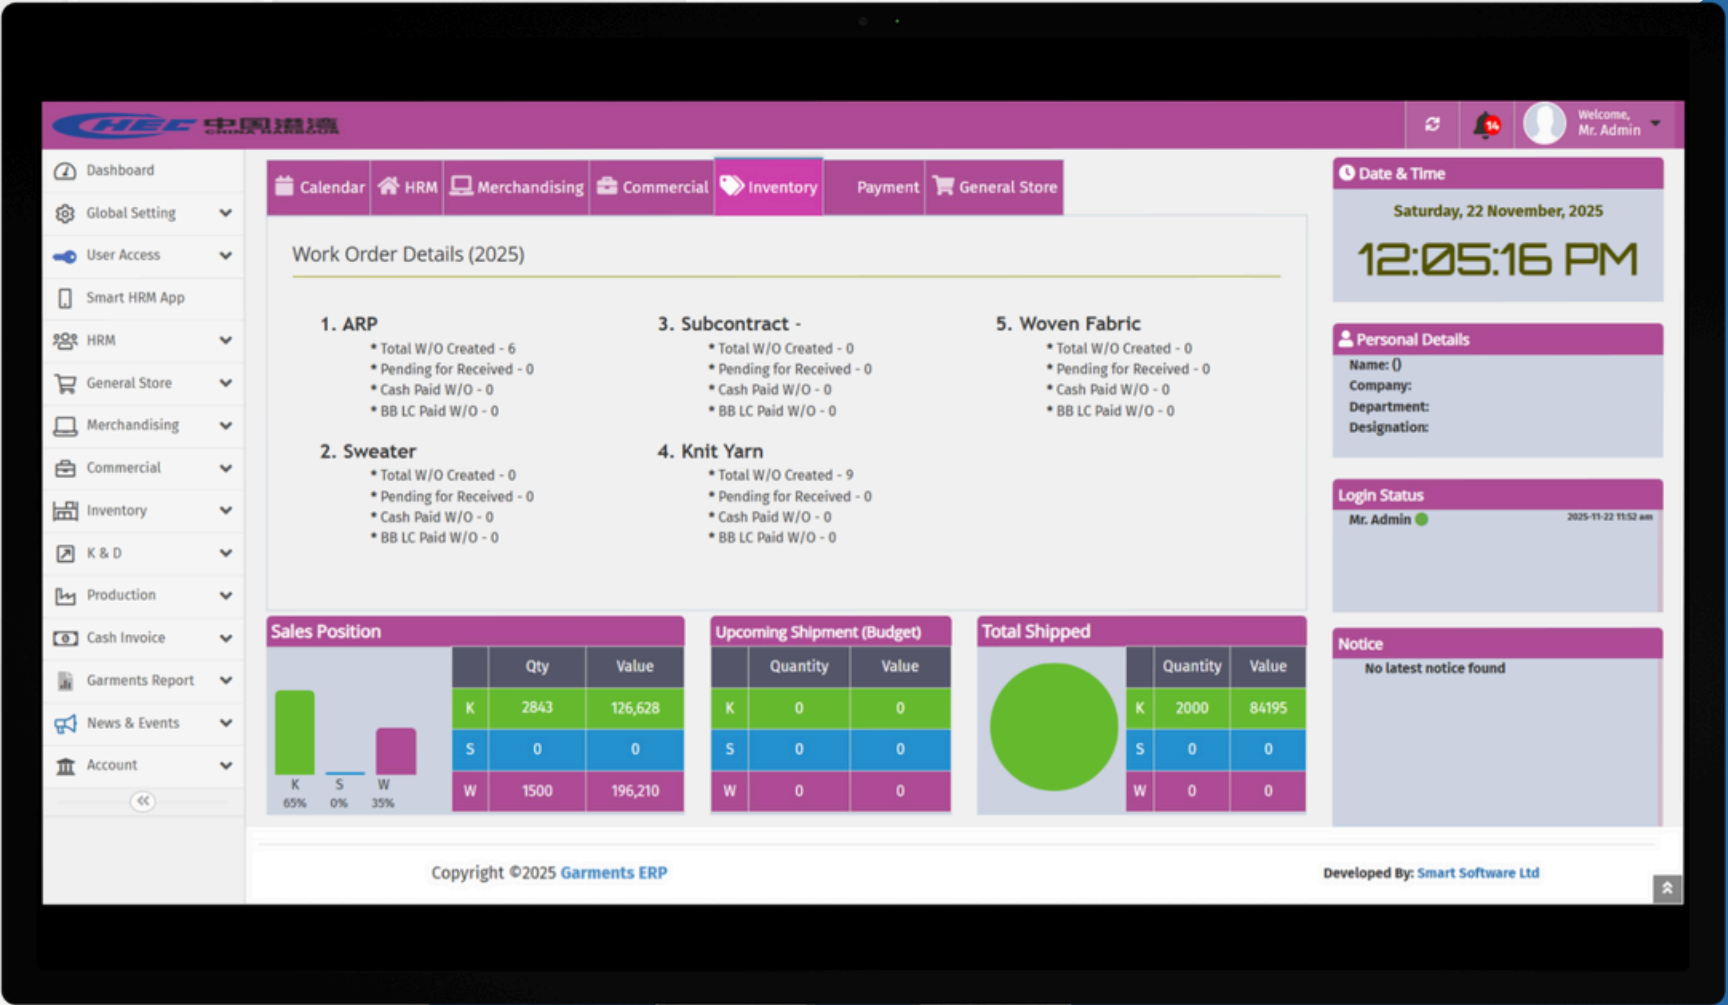 CHEC 中国港湾
CHINA HARBOUR
14
Welcome,
Mr. Admin
Dashboard
Global Setting
User Access
Smart HRM App
HRM
General Store
Merchandising
Commercial
Inventory
K & D
Production
Cash Invoice
Garments Report
News & Events
Account
Calendar HRM Merchandising Commercial Inventory Payment General Store
Work Order Details (2025)
1. ARP
* Total W/O Created - 6
* Pending for Received - 0
* Cash Paid W/O - 0
* BB LC Paid W/O - 0
2. Sweater
* Total W/O Created - 0
* Pending for Received - 0
* Cash Paid W/O - 0
* BB LC Paid W/O - 0
3. Subcontract -
* Total W/O Created - 0
* Pending for Received - 0
* Cash Paid W/O - 0
* BB LC Paid W/O - 0
4. Knit Yarn
* Total W/O Created - 9
* Pending for Received - 0
* Cash Paid W/O - 0
* BB LC Paid W/O - 0
5. Woven Fabric
* Total W/O Created - 0
* Pending for Received - 0
* Cash Paid W/O - 0
* BB LC Paid W/O - 0
Sales Position
K S W
65% 0% 35%
Qty Value
K 2843 126,628
S 0 0
W 1500 196,210
Upcoming Shipment (Budget)
Quantity Value
K 0 0
S 0 0
W 0 0
Total Shipped
Quantity Value
K 2000 84195
S 0 0
W 0 0
Date & Time
Saturday, 22 November, 2025
12:05:16 PM
Personal Details
Name: ()
Company:
Department:
Designation:
Login Status
Mr. Admin 2025-11-22 11:52 am
Notice
No latest notice found
Copyright ©2025 Garments ERP
Developed By: Smart Software Ltd